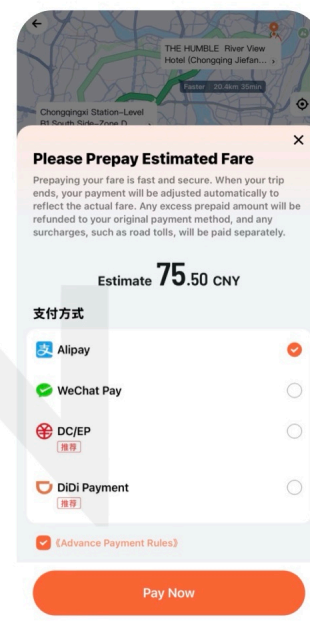 THE HUMBLE River View
Hotel (Chongqing Jiefan... ›
Faster 20.4km 35min
Chongqingxi Station–Level
B1 South Side–Zone D
Please Prepay Estimated Fare
Prepaying your fare is fast and secure. When your trip
ends, your payment will be adjusted automatically to
reflect the actual fare. Any excess prepaid amount will be
refunded to your original payment method, and any
surcharges, such as road tolls, will be paid separately.
Estimate 75.50 CNY
支付方式
支 Alipay
WeChat Pay
DC/EP
推荐
DiDi Payment
推荐
《Advance Payment Rules》
Pay Now